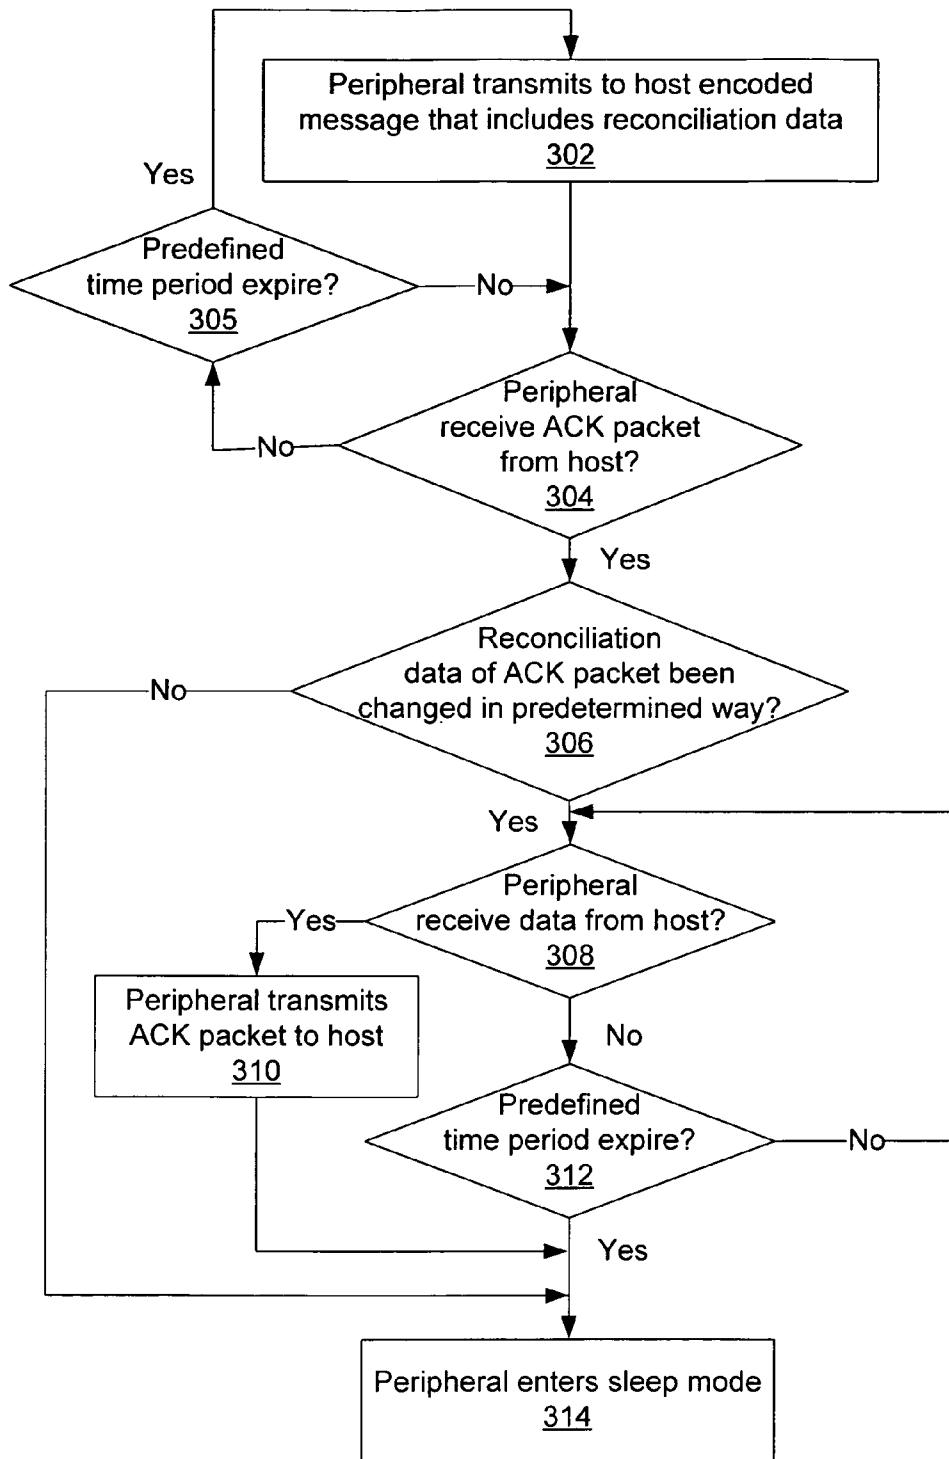 Peripheral transmits to host encoded
message that includes reconciliation data
302
Yes
Predefined
time period expire?
305
No
Peripheral
receive ACK packet
from host?
304
No
Yes
Reconciliation
data of ACK packet been
changed in predetermined way?
306
No
Yes
Peripheral
receive data from host?
308
Yes
Peripheral transmits
ACK packet to host
310
No
Predefined
time period expire?
312
No
Yes
Peripheral enters sleep mode
314